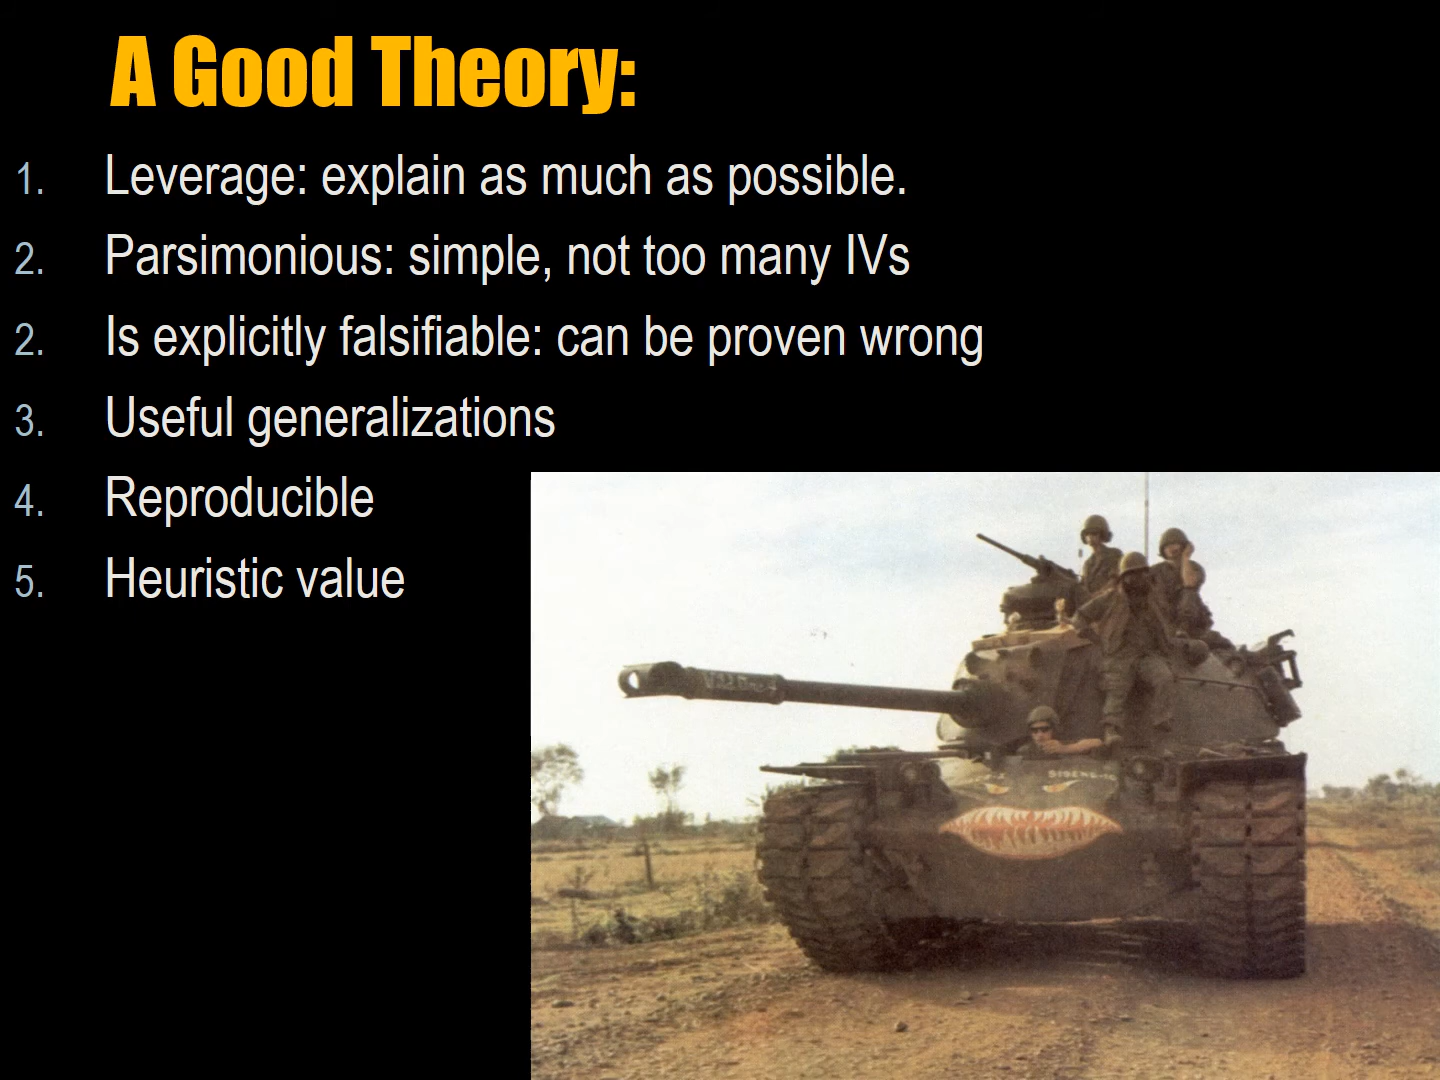 A Good Theory:
1. Leverage: explain as much as possible.
2. Parsimonious: simple, not too many IVs
2. Is explicitly falsifiable: can be proven wrong
3. Useful generalizations
4. Reproducible
5. Heuristic value